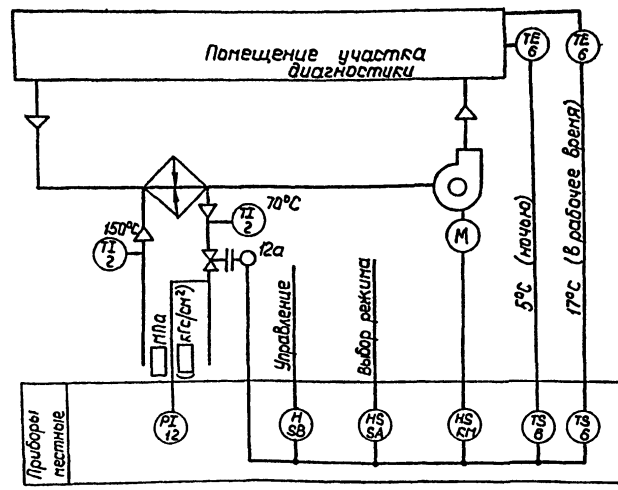 Помещение участка
диагностики
TE
6
TE
6
150°C
TI
2
70°C
TI
2
12а
М
МПа
(кгс/см²)
Управление
Выбор режима
5°C (ночью)
17°C (в рабочее время)
Приборы
местные
PI
12
H
SB
HS
SA
HS
KM
TS
6
TS
6